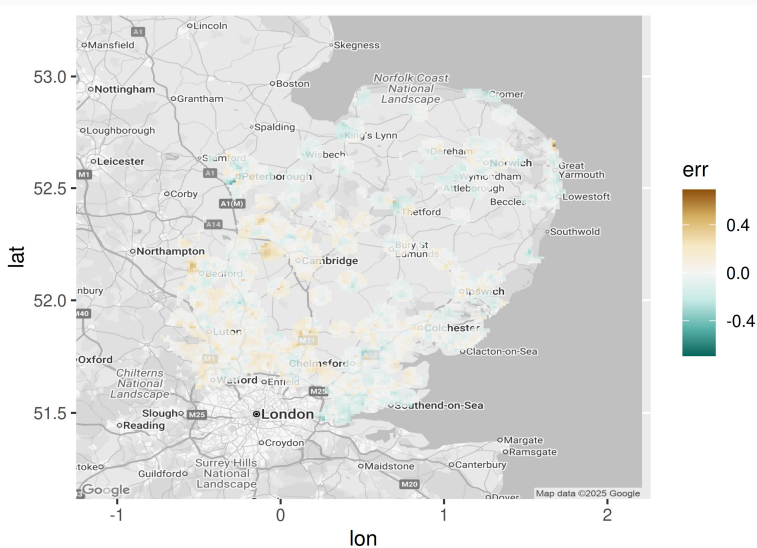 Lincoln
A1
Mansfield
Skegness
53.0
Norfolk Coast
National
Landscape
Boston
Nottingham
Cromer
Grantham
Spalding
King's Lynn
Loughborough
Dereham
Wisbech
Stamford
Norwich
Leicester
Great
Yarmouth
M1
A1
Peterborough
Wymondham
err
52.5
Attleborough
Corby
Lowestoft
A1(M)
Beccles
Thetford
0.4
A14
Southwold
Northampton
Bury St
Edmunds
lat
Cambridge
0.0
Bedford
nbury
Ipswich
52.0
M40
-0.4
Luton
Colchester
M11
Oxford
A1
Clacton-on-Sea
Chelmsford
Chilterns
National
Landscape
Watford
Enfield
M25
Southend-on-Sea
51.5
Slough
M25
London
Reading
Croydon
Margate
Ramsgate
toke
Guildford
Surrey Hills
National
Landscape
Maidstone
Canterbury
M20
Google
Map data ©2025 Google
Dover
-1
0
1
2
lon